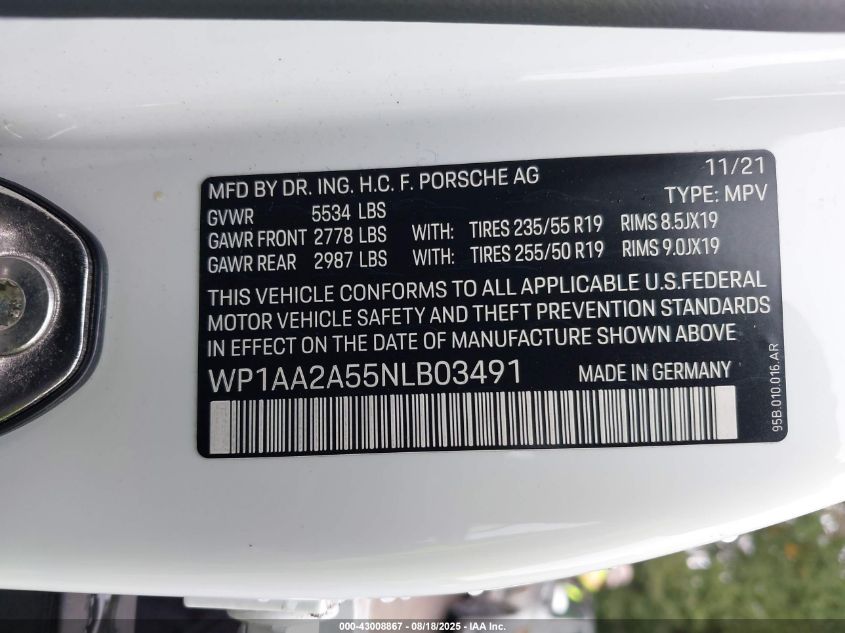 MFD BY DR. ING. H.C. F. PORSCHE AG 11/21
TYPE: MPV
GVWR 5534 LBS
GAWR FRONT 2778 LBS WITH: TIRES 235/55 R19 RIMS 8.5JX19
GAWR REAR 2987 LBS WITH: TIRES 255/50 R19 RIMS 9.0JX19
THIS VEHICLE CONFORMS TO ALL APPLICABLE U.S.FEDERAL
MOTOR VEHICLE SAFETY AND THEFT PREVENTION STANDARDS
IN EFFECT ON THE DATE OF MANUFACTURE SHOWN ABOVE
WP1AA2A55NLB03491 MADE IN GERMANY
95B.010.016.AR
000-43008867 - 08/18/2025 - IAA Inc.